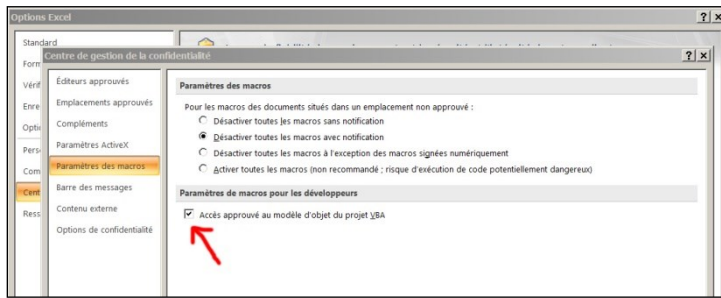 Options Excel
Standard
Centre de gestion de la confidentialité
Éditeurs approuvés
Emplacements approuvés
Compléments
Paramètres ActiveX
Paramètres des macros
Barre des messages
Contenu externe
Options de confidentialité
Paramètres des macros
Pour les macros des documents situés dans un emplacement non approuvé :
Désactiver toutes les macros sans notification
Désactiver toutes les macros avec notification
Désactiver toutes les macros à l'exception des macros signées numériquement
Activer toutes les macros (non recommandé ; risque d'exécution de code potentiellement dangereux)
Paramètres de macros pour les développeurs
Accès approuvé au modèle d'objet du projet VBA